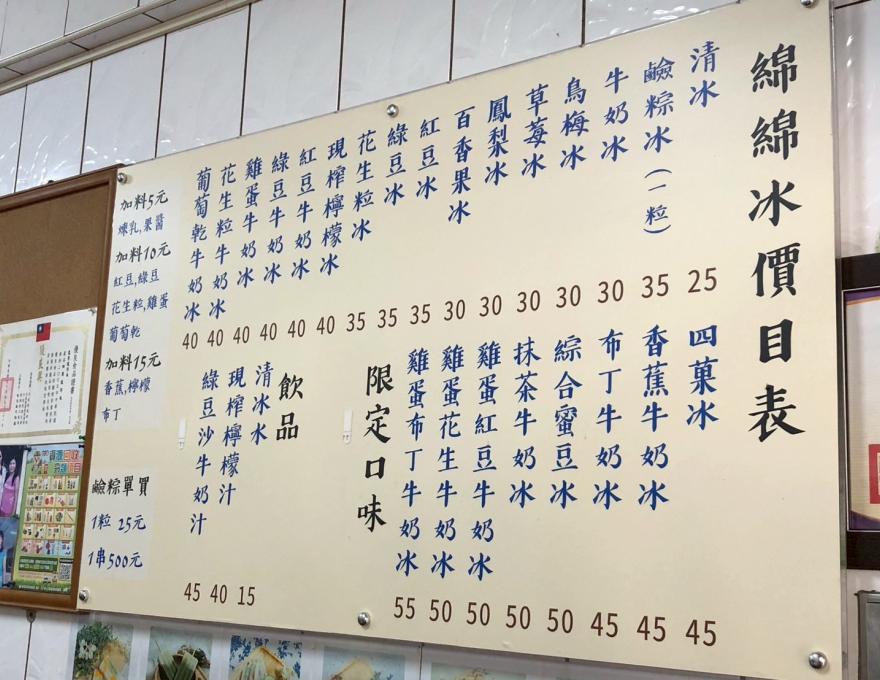 綿綿冰價目表
清冰 25
鹼粽冰(一粒) 35
牛奶冰 30
烏梅冰 30
草莓冰 30
鳳梨冰 30
百香果冰 30
紅豆冰 35
綠豆冰 35
花生粒冰 35
現榨檸檬冰 40
紅豆牛奶冰 40
綠豆牛奶冰 40
雞蛋牛奶冰 40
花生粒牛奶冰 40
葡萄乾牛奶冰 40
四菓冰 45
香蕉牛奶冰 45
布丁牛奶冰 45
綜合蜜豆冰 50
抹茶牛奶冰 50
雞蛋紅豆牛奶冰 50
雞蛋花生牛奶冰 50
雞蛋布丁牛奶冰 55
限定口味
飲品
清冰水 15
現榨檸檬汁 40
綠豆沙牛奶汁 45
加料5元
煉乳,果醬
加料10元
紅豆,綠豆
花生粒,雞蛋
葡萄乾
加料15元
香蕉,檸檬
布丁
鹼粽單買
1粒 25元
1串500元